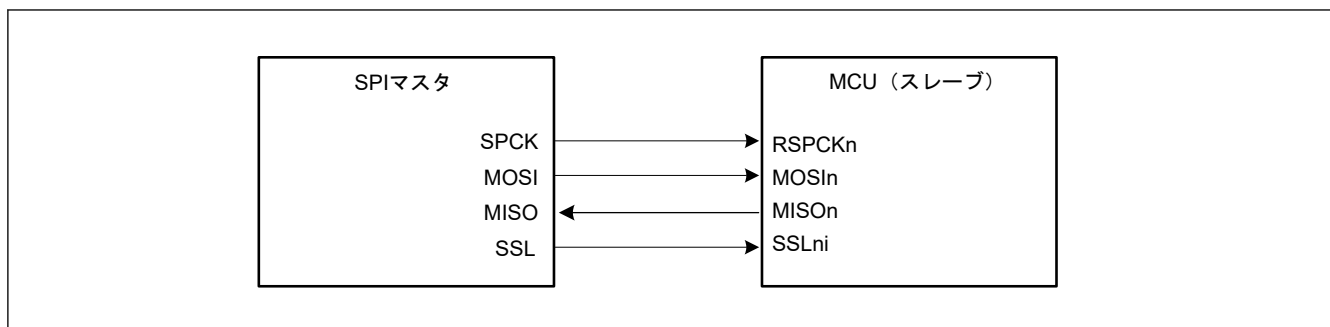 SPIマスタ
SPCK
MOSI
MISO
SSL
MCU（スレーブ）
RSPCKn
MOSIn
MISOn
SSLni